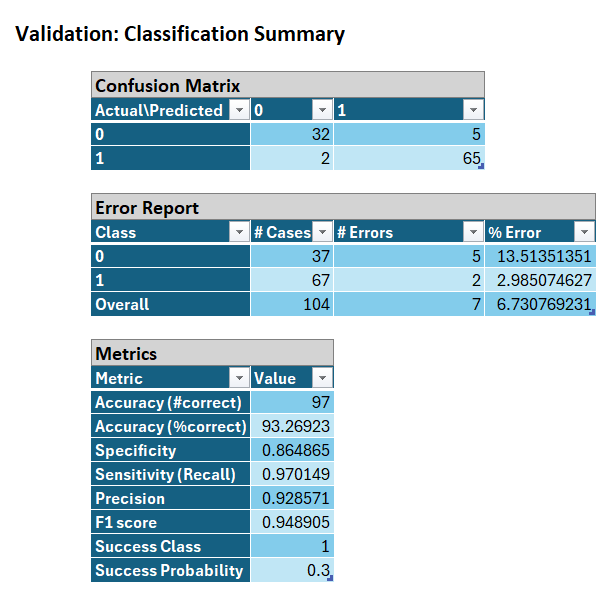 Validation: Classification Summary
Confusion Matrix
Actual\Predicted 0 1
0 32 5
1 2 65
Error Report
Class # Cases # Errors % Error
0 37 5 13.51351351
1 67 2 2.985074627
Overall 104 7 6.730769231
Metrics
Metric Value
Accuracy (#correct) 97
Accuracy (%correct) 93.26923
Specificity 0.864865
Sensitivity (Recall) 0.970149
Precision 0.928571
F1 score 0.948905
Success Class 1
Success Probability 0.3